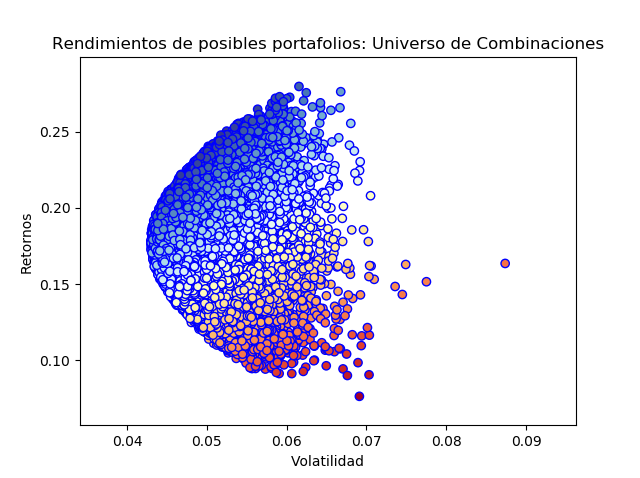 Rendimientos de posibles portafolios: Universo de Combinaciones
0.25
0.20
0.15
0.10
Retornos
0.04 0.05 0.06 0.07 0.08 0.09
Volatilidad